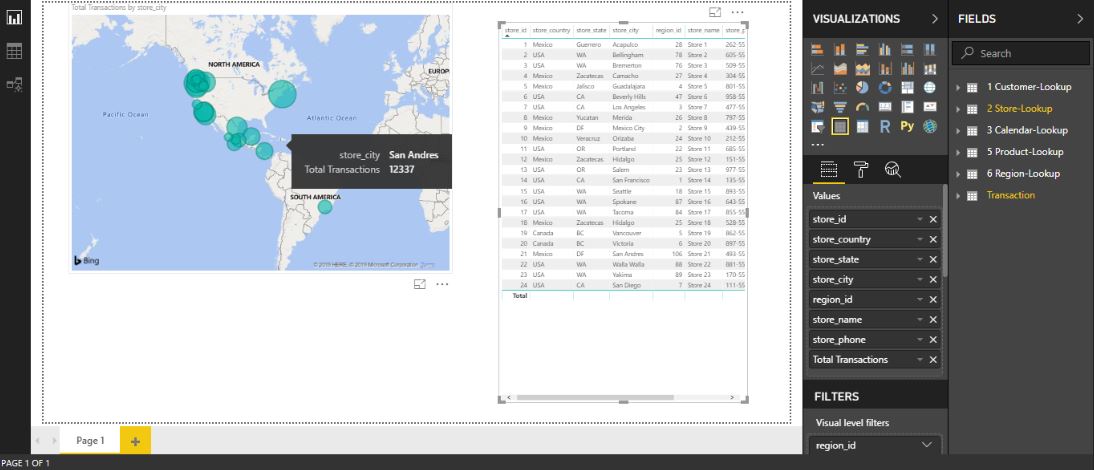 Total Transactions by store_city
NORTH AMERICA
EUROP
Pacific Ocean
Atlantic Ocean
store_city San Andres
Total Transactions 12337
SOUTH AMERICA
Bing
© 2019 HERE, © 2019 Microsoft Corporation
store_id store_country store_state store_city region_id store_name store_p
1 Mexico Guerrero Acapulco 28 Store 1 262-55
2 USA WA Bellingham 78 Store 2 605-55
3 USA WA Bremerton 76 Store 3 509-55
4 Mexico Zacatecas Camacho 27 Store 4 304-55
5 Mexico Jalisco Guadalajara 4 Store 5 801-55
6 USA CA Beverly Hills 47 Store 6 958-55
7 USA CA Los Angeles 3 Store 7 477-55
8 Mexico Yucatan Merida 26 Store 8 797-55
9 Mexico DF Mexico City 2 Store 9 439-55
10 Mexico Veracruz Orizaba 24 Store 10 212-55
11 USA OR Portland 22 Store 11 685-55
12 Mexico Zacatecas Hidalgo 25 Store 12 151-55
13 USA OR Salem 23 Store 13 977-55
14 USA CA San Francisco 1 Store 14 135-55
15 USA WA Seattle 18 Store 15 893-55
16 USA WA Spokane 87 Store 16 643-55
17 USA WA Tacoma 84 Store 17 855-55
18 Mexico Zacatecas Hidalgo 25 Store 18 528-55
19 Canada BC Vancouver 5 Store 19 862-55
20 Canada BC Victoria 6 Store 20 897-55
21 Mexico DF San Andres 106 Store 21 493-55
22 USA WA Walla Walla 88 Store 22 881-55
23 USA WA Yakima 89 Store 23 170-55
24 USA CA San Diego 7 Store 24 111-55
Total
VISUALIZATIONS
R Py
Values
store_id
store_country
store_state
store_city
region_id
store_name
store_phone
Total Transactions
FILTERS
Visual level filters
region_id
FIELDS
Search
1 Customer-Lookup
2 Store-Lookup
3 Calendar-Lookup
5 Product-Lookup
6 Region-Lookup
Transaction
Page 1
PAGE 1 OF 1